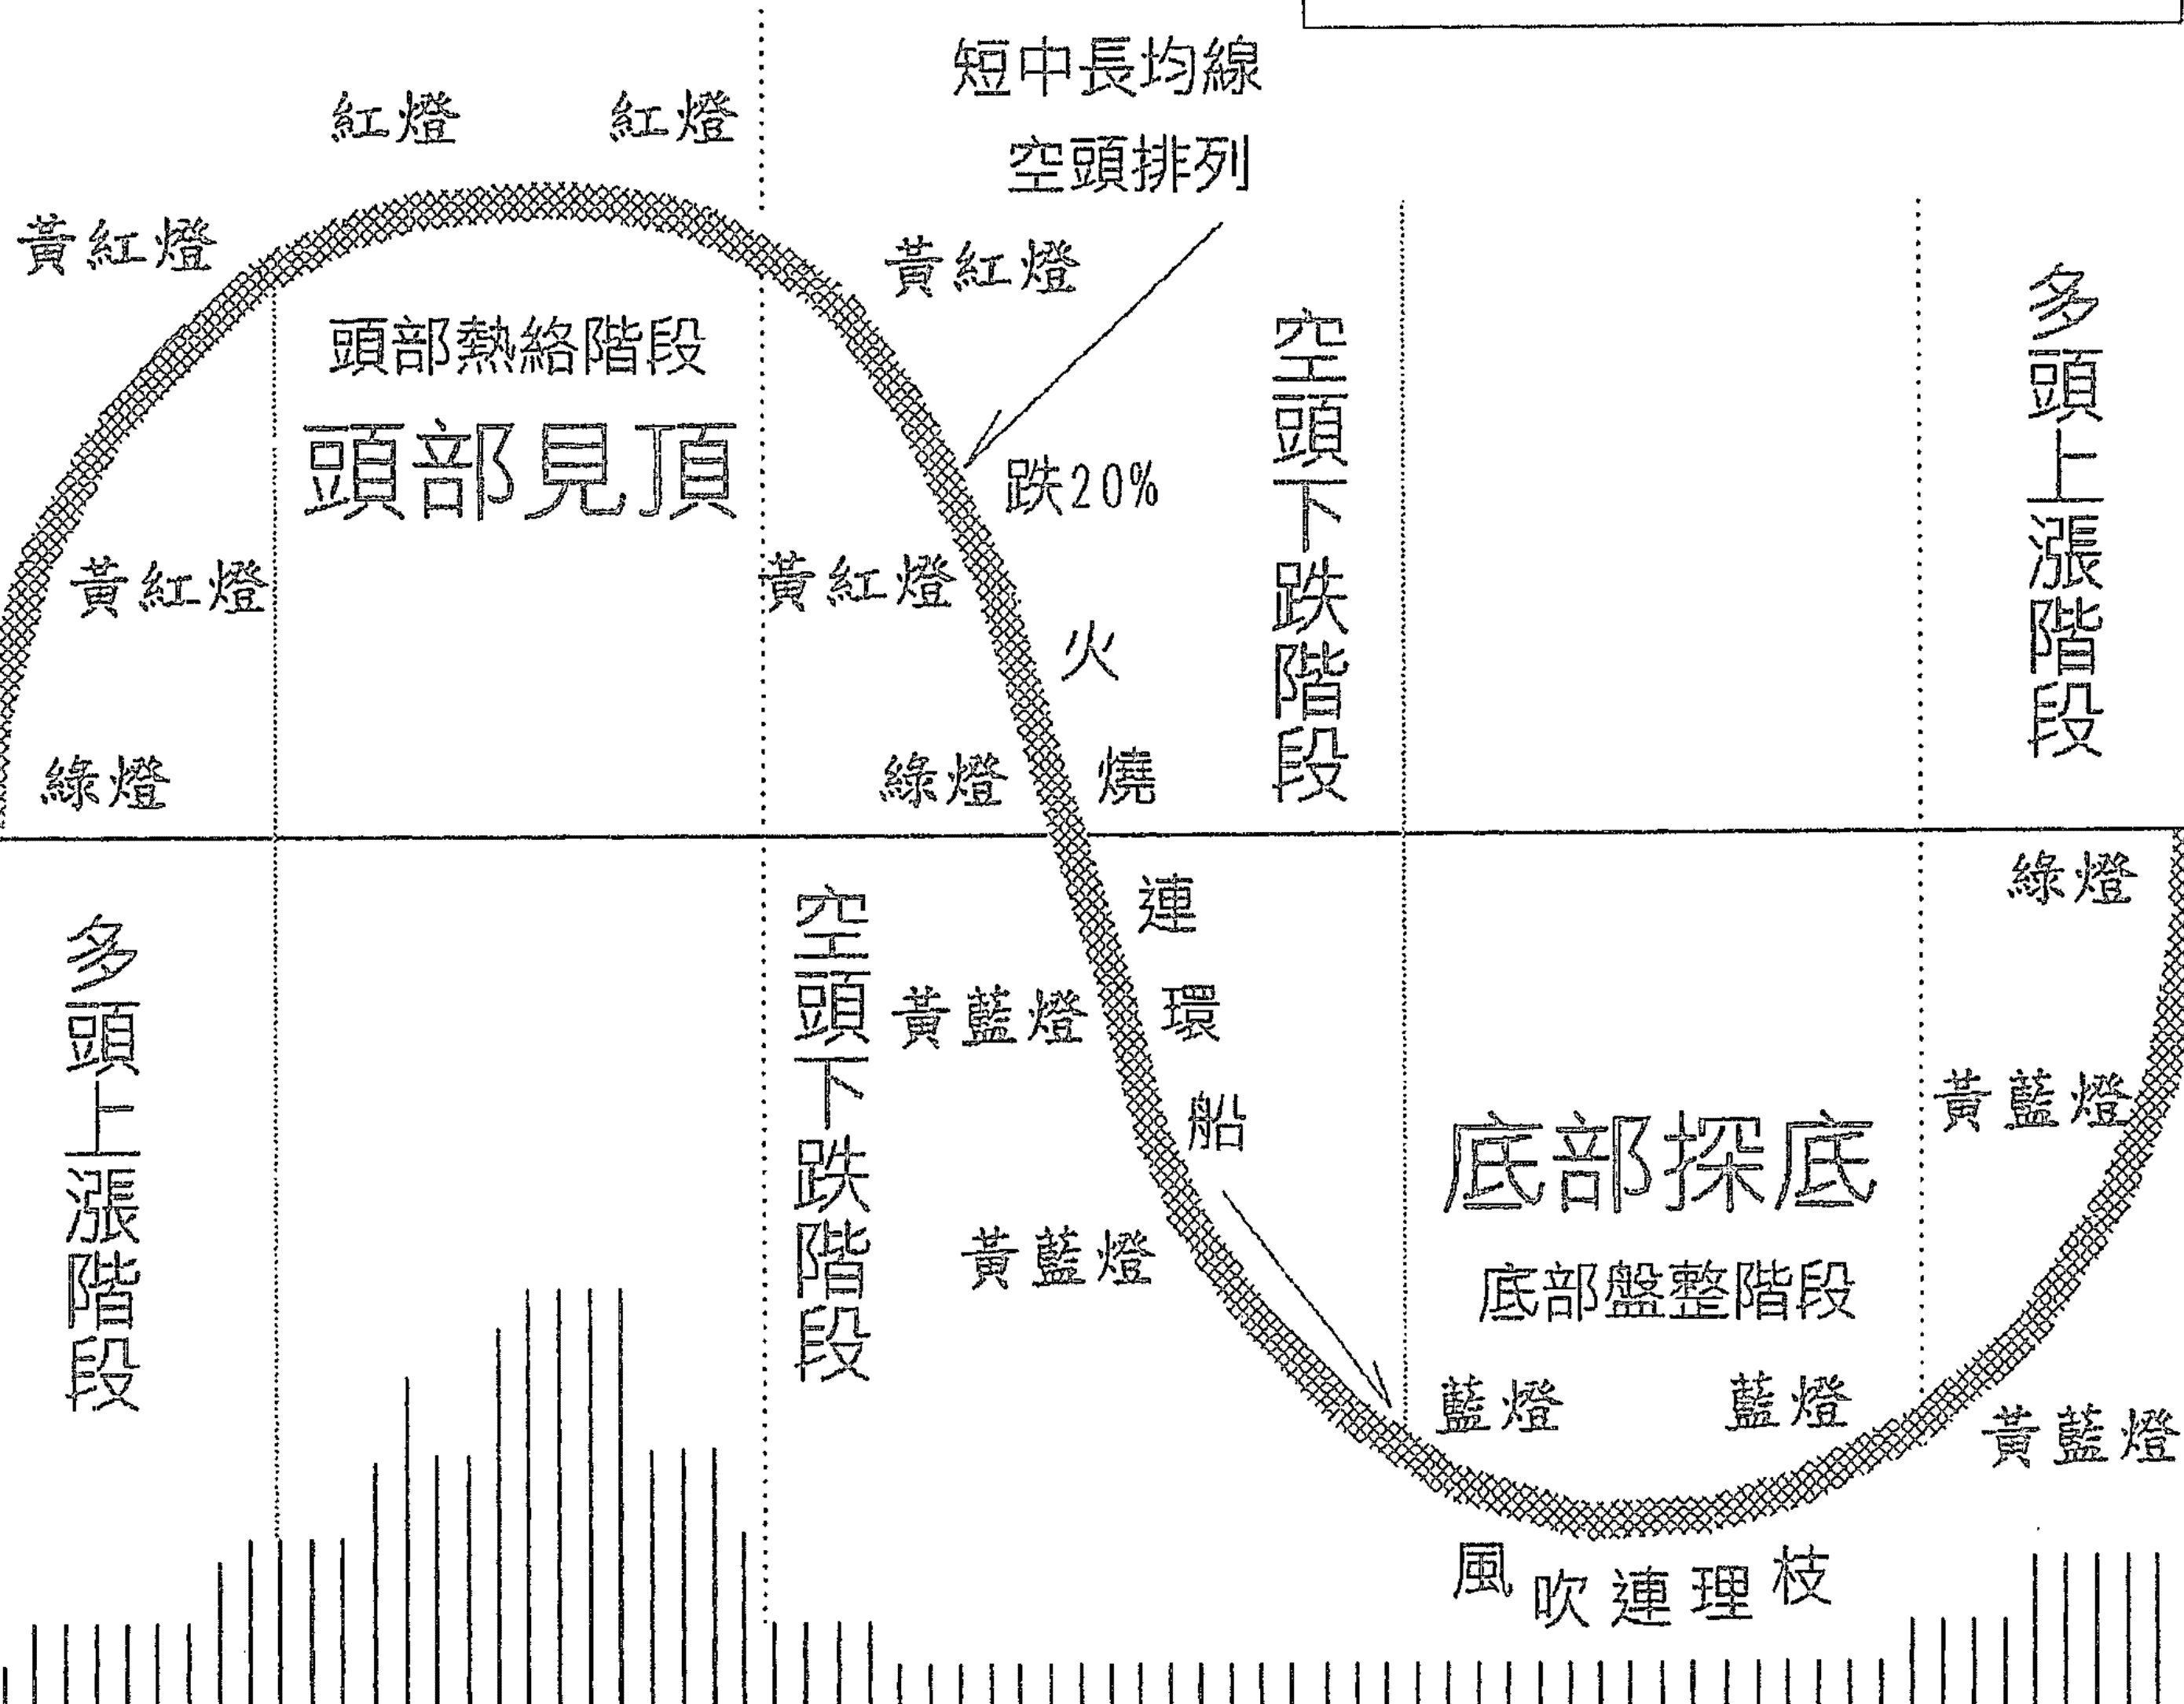 短中長均線
空頭排列
紅燈
紅燈
黃紅燈
黃紅燈
頭部熱絡階段
頭部見頂
跌20%
黃紅燈
黃紅燈
綠燈
綠燈
火燒連環船
空頭下跌階段
多頭上漲階段
多頭上漲階段
空頭下跌階段
黃藍燈
黃藍燈
綠燈
黃藍燈
底部探底
底部盤整階段
藍燈
藍燈
黃藍燈
風吹連理枝